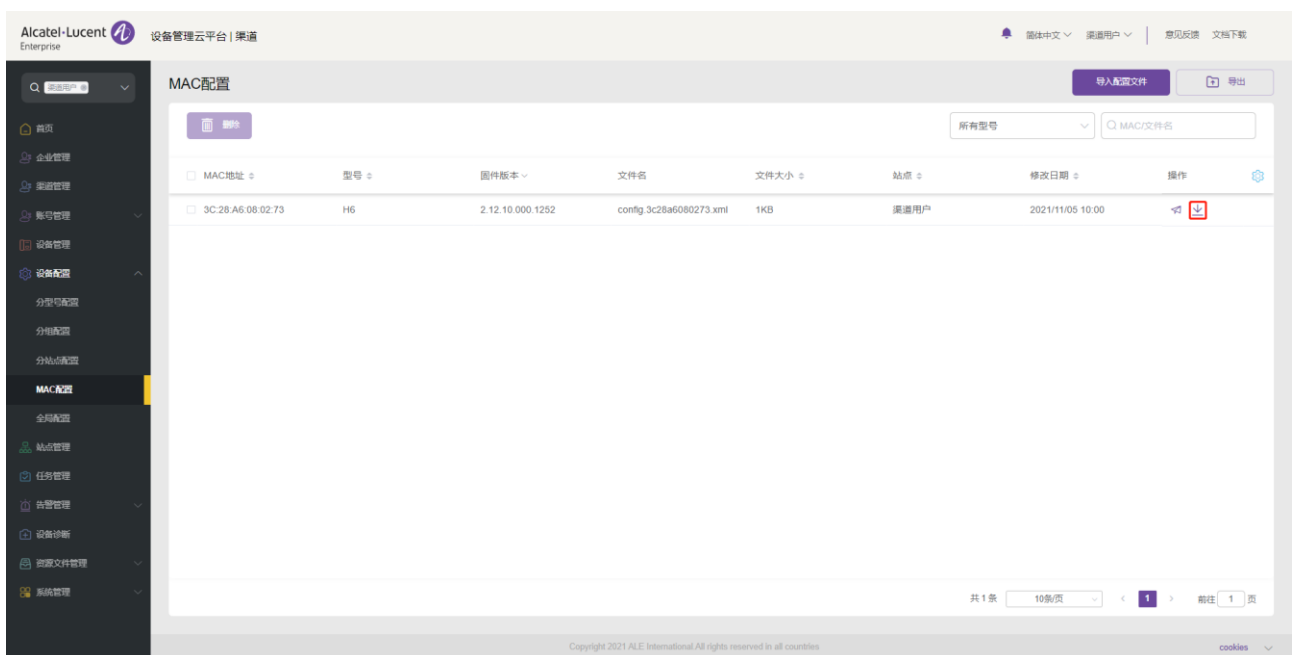 Alcatel·Lucent
Enterprise
设备管理云平台 | 渠道
简体中文
渠道用户
意见反馈
文档下载
渠道用户
MAC配置
导入配置文件
导出
首页
企业管理
渠道管理
账号管理
设备管理
设备配置
分型号配置
分组配置
分站点配置
MAC配置
全局配置
站点管理
任务管理
告警管理
设备诊断
资源文件管理
系统管理
删除
所有型号
MAC/文件名
MAC地址 型号 固件版本 文件名 文件大小 站点 修改日期 操作
3C:28:A6:08:02:73 H6 2.12.10.000.1252 config.3c28a6080273.xml 1KB 渠道用户 2021/11/05 10:00
共 1 条 10条/页 < 1 > 前往 1 页
Copyright 2021 ALE International.All rights reserved in all countries
cookies